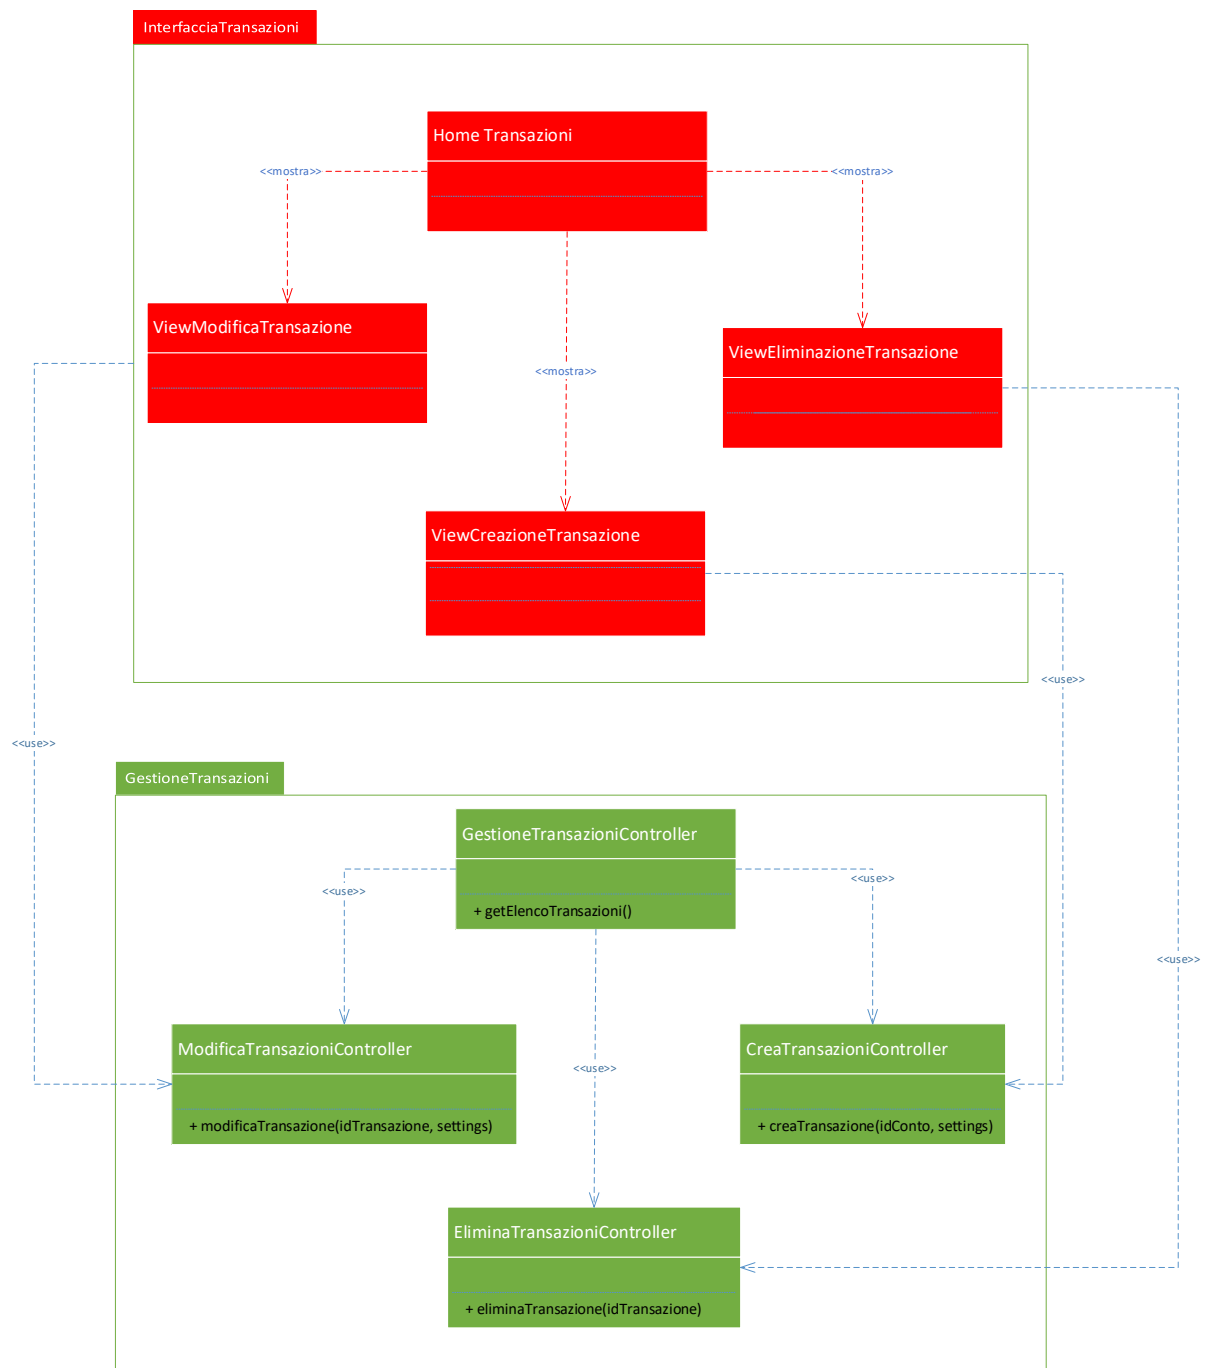 InterfacciaTransazioni
Home Transazioni
<<mostra>>
<<mostra>>
ViewModificaTransazione
ViewEliminazioneTransazione
<<mostra>>
ViewCreazioneTransazione
<<use>>
<<use>>
GestioneTransazioni
GestioneTransazioniController
+ getElencoTransazioni()
<<use>>
<<use>>
<<use>>
ModificaTransazioniController
+ modificaTransazione(idTransazione, settings)
<<use>>
CreaTransazioniController
+ creaTransazione(idConto, settings)
EliminaTransazioniController
+ eliminaTransazione(idTransazione)